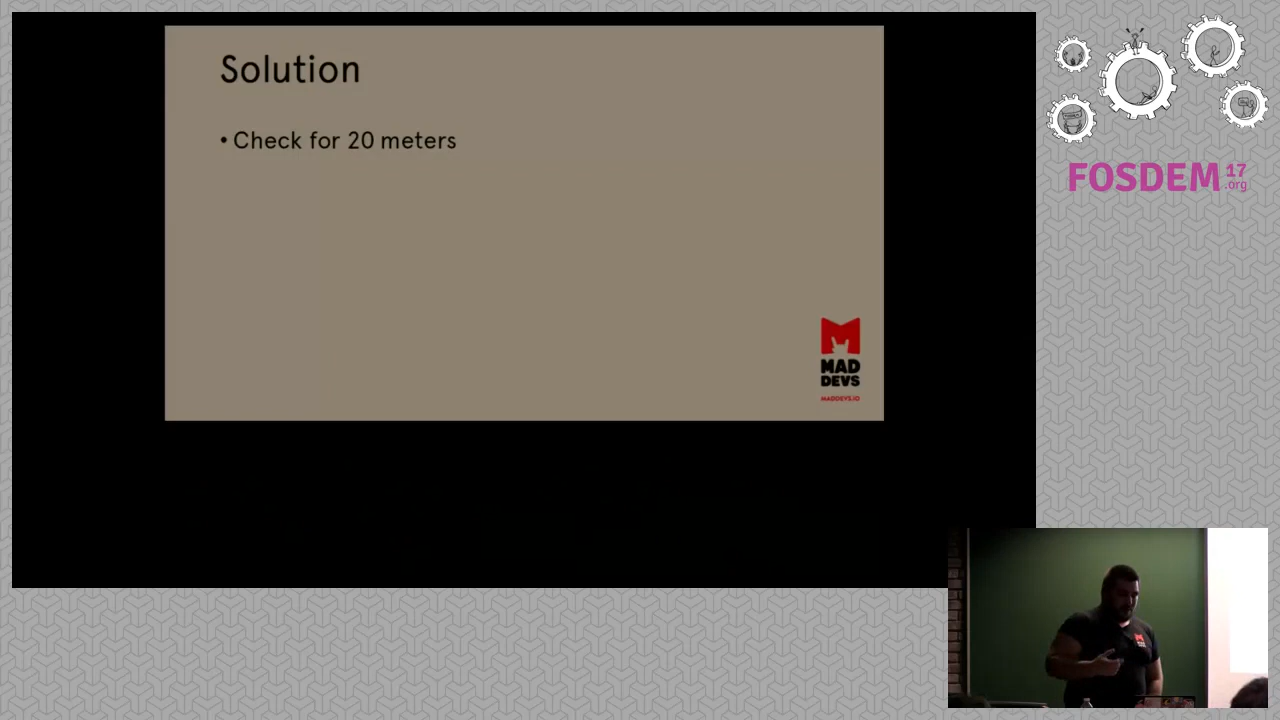 Solution
• Check for 20 meters
MAD
DEVS
MADDEVS.IO
FOSDEM 17
.org